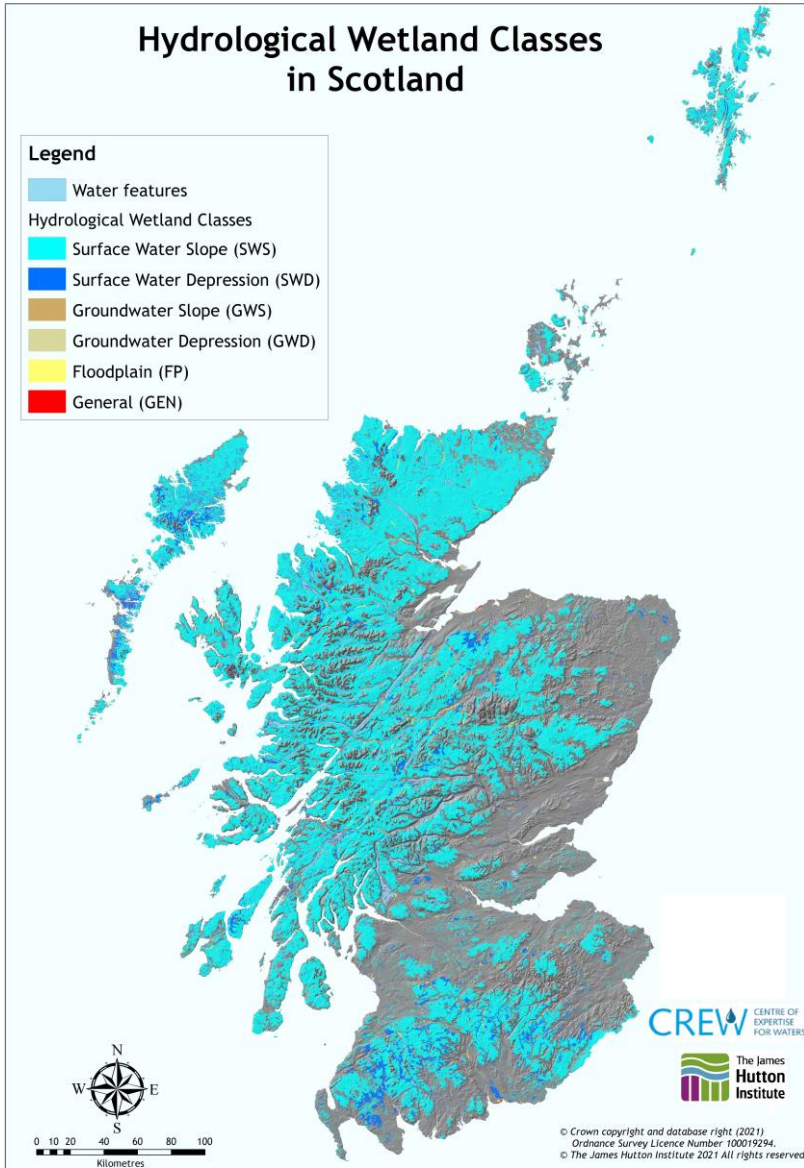 Hydrological Wetland Classes
in Scotland
Legend
Water features
Hydrological Wetland Classes
Surface Water Slope (SWS)
Surface Water Depression (SWD)
Groundwater Slope (GWS)
Groundwater Depression (GWD)
Floodplain (FP)
General (GEN)
N
W E
S
0 10 20 40 60 80 100
Kilometres
CREW
CENTRE OF
EXPERTISE
FOR WATERS
The James
Hutton
Institute
© Crown copyright and database right (2021)
Ordnance Survey Licence Number 100019294.
© The James Hutton Institute 2021 All rights reserved